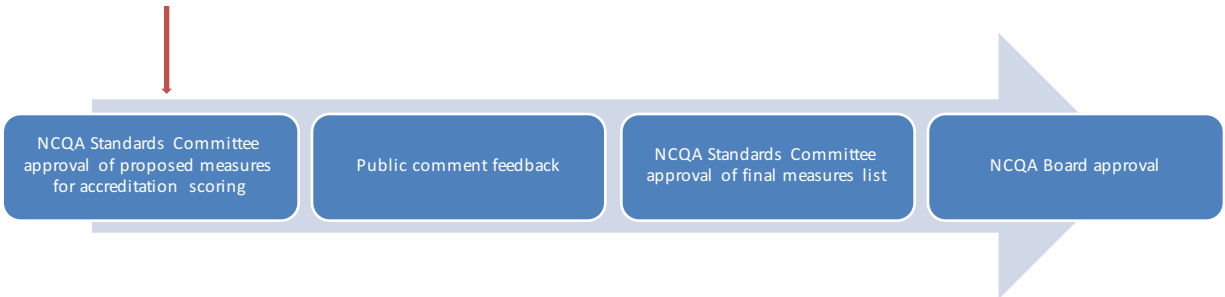 NCQA Standards Committee
approval of proposed measures
for accreditation scoring
Public comment feedback
NCQA Standards Committee
approval of final measures list
NCQA Board approval